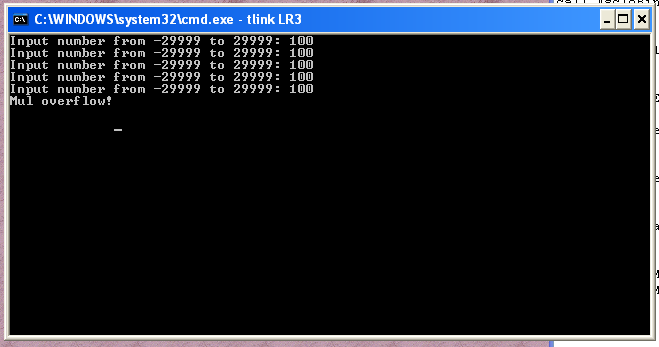 C:\WINDOWS\system32\cmd.exe - tlink LR3
Input number from -29999 to 29999: 100
Input number from -29999 to 29999: 100
Input number from -29999 to 29999: 100
Input number from -29999 to 29999: 100
Input number from -29999 to 29999: 100
Mul overflow!